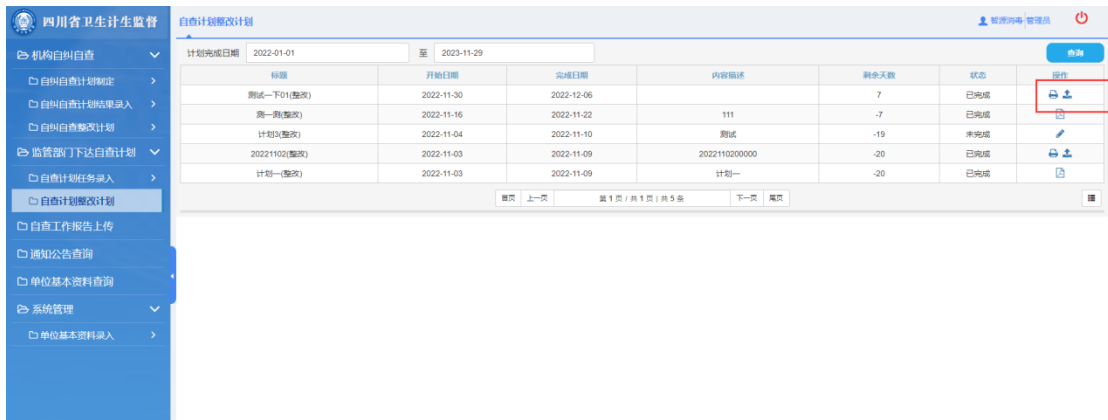 四川省卫生计生监督
自查计划整改计划
智源消毒 管理员
机构自纠自查
自纠自查计划制定
自纠自查计划结果录入
自纠自查整改计划
监管部门下达自查计划
自查计划任务录入
自查计划整改计划
自查工作报告上传
通知公告查询
单位基本资料查询
系统管理
单位基本资料录入
计划完成日期 2022-01-01 至 2023-11-29 查询
标题 开始日期 完成日期 内容描述 剩余天数 状态 操作
测试一下01(整改) 2022-11-30 2022-12-06 7 已完成
测一测(整改) 2022-11-16 2022-11-22 111 -7 已完成
计划3(整改) 2022-11-04 2022-11-10 测试 -19 未完成
20221102(整改) 2022-11-03 2022-11-09 2022110200000 -20 已完成
计划一(整改) 2022-11-03 2022-11-09 计划一 -20 已完成
首页 上一页 第 1 页 / 共 1 页 | 共 5 条 下一页 尾页